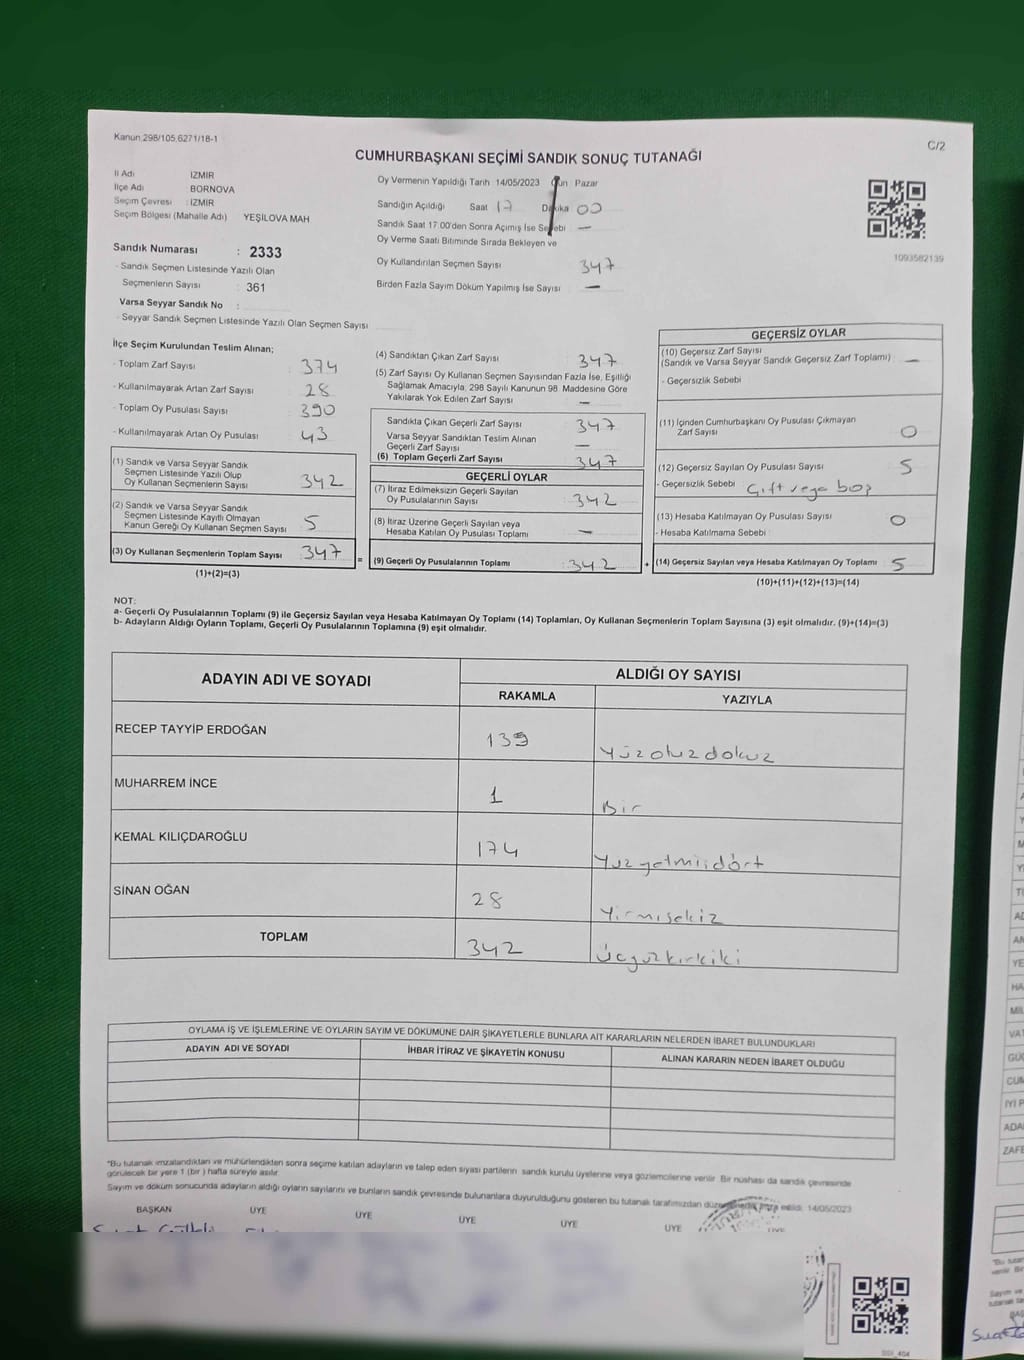 Kanun 298/105,6271/18-1
C/2
CUMHURBAŞKANI SEÇİMİ SANDIK SONUÇ TUTANAĞI
İl Adı İZMİR
İlçe Adı BORNOVA
Seçim Çevresi : İZMİR
Seçim Bölgesi (Mahalle Adı) YEŞİLOVA MAH
Sandık Numarası : 2333
- Sandık Seçmen Listesinde Yazılı Olan
Seçmenlerin Sayısı : 361
Varsa Seyyar Sandık No :
- Seyyar Sandık Seçmen Listesinde Yazılı Olan Seçmen Sayısı
Oy Vermenin Yapıldığı Tarih 14/05/2023 Gün Pazar
Sandığın Açıldığı Saat 17 Dakika 00
Sandık Saat 17:00'den Sonra Açmış İse Sebebi —
Oy Verme Saati Bitiminde Sırada Bekleyen ve
Oy Kullandırılan Seçmen Sayısı 347
Birden Fazla Sayım Döküm Yapılmış İse Sayısı —
1093582139
İlçe Seçim Kurulundan Teslim Alınan;
- Toplam Zarf Sayısı : 374
- Kullanılmayarak Artan Zarf Sayısı : 28
- Toplam Oy Pusulası Sayısı : 390
- Kullanılmayarak Artan Oy Pusulası : 43
(1) Sandık ve Varsa Seyyar Sandık
Seçmen Listesinde Yazılı Olup
Oy Kullanan Seçmenlerin Sayısı : 342
(2) Sandık ve Varsa Seyyar Sandık
Seçmen Listesinde Kayıtlı Olmayan
Kanun Gereği Oy Kullanan Seçmen Sayısı : 5
(3) Oy Kullanan Seçmenlerin Toplam Sayısı : 347 =
(1)+(2)=(3)
(4) Sandıktan Çıkan Zarf Sayısı 347
(5) Zarf Sayısı Oy Kullanan Seçmen Sayısından Fazla İse, Eşitliği
Sağlamak Amacıyla, 298 Sayılı Kanunun 98. Maddesine Göre
Yakılarak Yok Edilen Zarf Sayısı —
Sandıkta Çıkan Geçerli Zarf Sayısı 347
Varsa Seyyar Sandıktan Teslim Alınan
Geçerli Zarf Sayısı —
(6) Toplam Geçerli Zarf Sayısı 347
GEÇERLİ OYLAR
(7) İtiraz Edilmeksizin Geçerli Sayılan
Oy Pusulalarının Sayısı : 342
(8) İtiraz Üzerine Geçerli Sayılan veya
Hesaba Katılan Oy Pusulası Toplamı : —
(9) Geçerli Oy Pusulalarının Toplamı : 342 +
GEÇERSİZ OYLAR
(10) Geçersiz Zarf Sayısı
(Sandık ve Varsa Seyyar Sandık Geçersiz Zarf Toplamı) : —
- Geçersizlik Sebebi
(11) İçinden Cumhurbaşkanı Oy Pusulası Çıkmayan
Zarf Sayısı 0
(12) Geçersiz Sayılan Oy Pusulası Sayısı : 5
- Geçersizlik Sebebi Çift veya boş
(13) Hesaba Katılmayan Oy Pusulası Sayısı : 0
- Hesaba Katılmama Sebebi
(14) Geçersiz Sayılan veya Hesaba Katılmayan Oy Toplamı : 5
(10)+(11)+(12)+(13)=(14)
NOT:
a- Geçerli Oy Pusulalarının Toplamı (9) ile Geçersiz Sayılan veya Hesaba Katılmayan Oy Toplamı (14) Toplamları, Oy Kullanan Seçmenlerin Toplam Sayısına (3) eşit olmalıdır. (9)+(14)=(3)
b- Adayların Aldığı Oyların Toplamı, Geçerli Oy Pusulalarının Toplamına (9) eşit olmalıdır.
ADAYIN ADI VE SOYADI ALDIĞI OY SAYISI
RAKAMLA YAZIYLA
RECEP TAYYİP ERDOĞAN 139 Yüzotuzdokuz
MUHARREM İNCE 1 Bir
KEMAL KILIÇDAROĞLU 174 Yuzyetmiidört
SİNAN OĞAN 28 Yirmisekiz
TOPLAM 342 Üçyuzkırkiki
OYLAMA İŞ VE İŞLEMLERİNE VE OYLARIN SAYIM VE DÖKÜMÜNE DAİR ŞİKAYETLERLE BUNLARA AİT KARARLARIN NELERDEN İBARET BULUNDUKLARI
ADAYIN ADI VE SOYADI İHBAR İTİRAZ VE ŞİKAYETİN KONUSU ALINAN KARARIN NEDEN İBARET OLDUĞU
"Bu tutanak imzalandıktan ve mühürlendikten sonra seçime katılan adayların ve talep eden siyasi partilerin sandık kurulu üyelerine veya gözlemcilerine verilir. Bir nüshası da sandık çevresinde
görülecek bir yere 1 (bir) hafta süreyle asılır.
Sayım ve döküm sonucunda adayların aldığı oyların sayılarını ve bunların sandık çevresinde bulunanlara duyurulduğunu gösteren bu tutanak tarafımızdan imza edildi. 14/05/2023
BAŞKAN ÜYE ÜYE ÜYE ÜYE ÜYE ÜYE